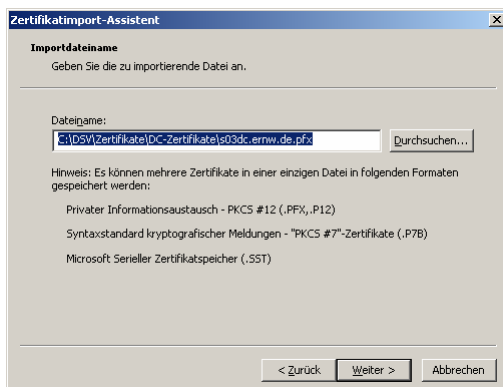 Zertifikatimport-Assistent
Importdateiname
Geben Sie die zu importierende Datei an.
Dateiname:
C:\DSV\Zertifikate\DC-Zertifikate\s03dc.ernw.de.pfx
Durchsuchen...
Hinweis: Es können mehrere Zertifikate in einer einzigen Datei in folgenden Formaten
gespeichert werden:
Privater Informationsaustausch - PKCS #12 (.PFX,.P12)
Syntaxstandard kryptografischer Meldungen - "PKCS #7"-Zertifikate (.P7B)
Microsoft Serieller Zertifikatspeicher (.SST)
< Zurück
Weiter >
Abbrechen